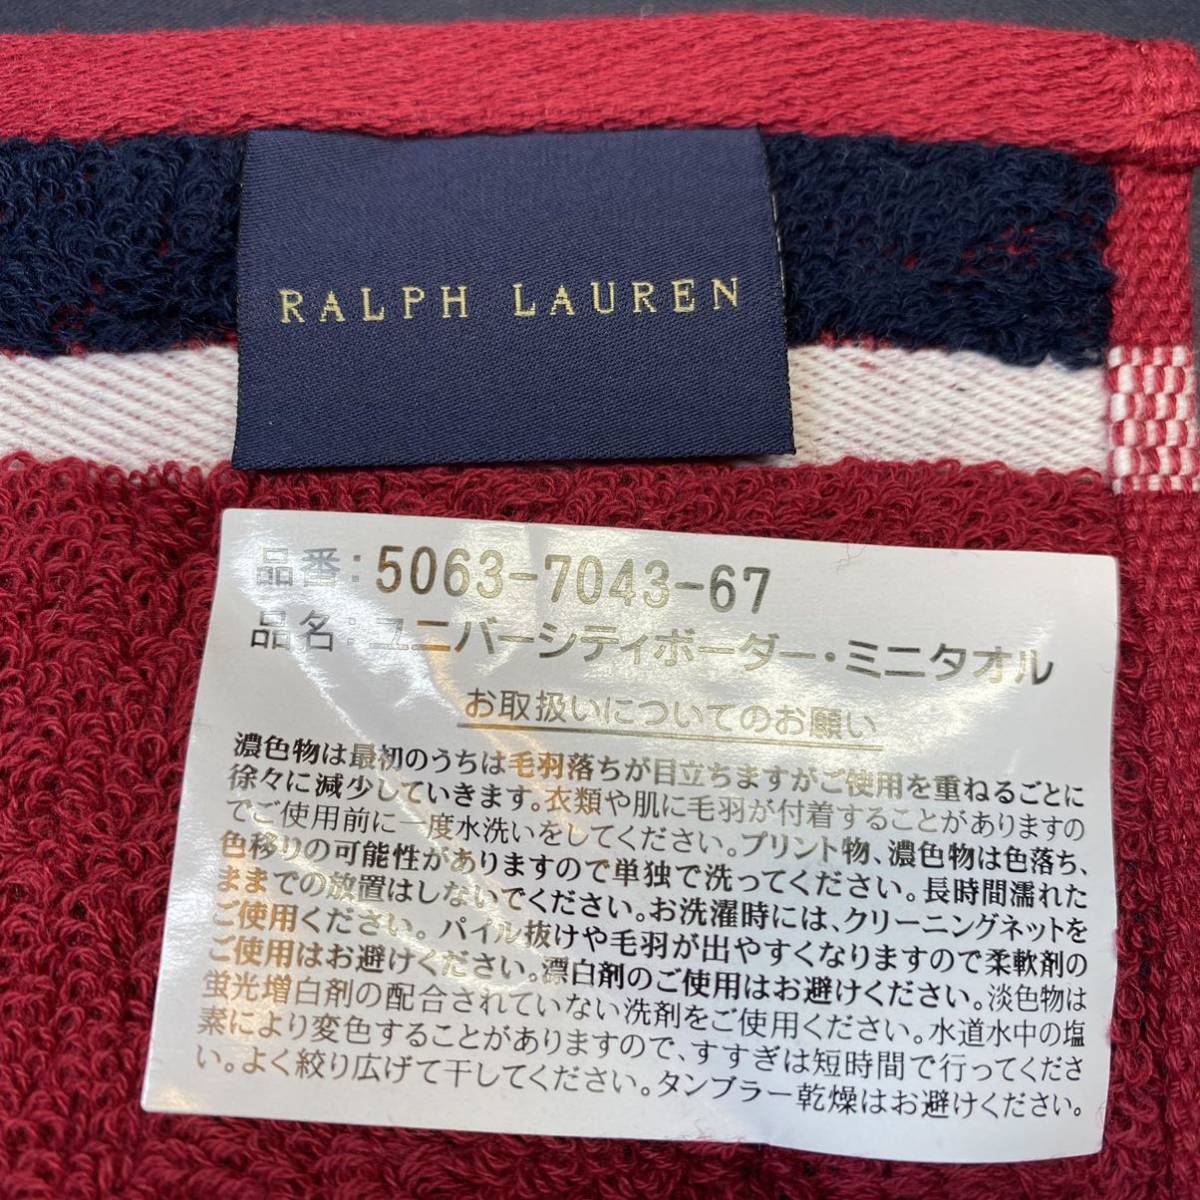 RALPH LAUREN
品番：5063-7043-67
品名：ユニバーシティボーダー・ミニタオル
お取扱いについてのお願い
濃色物は最初のうちは毛羽落ちが目立ちますがご使用を重ねるごとに
徐々に減少していきます。衣類や肌に毛羽が付着することがありますの
でご使用前に一度水洗いをしてください。プリント物、濃色物は色落ち、
色移りの可能性がありますので単独で洗ってください。長時間濡れた
ままでの放置はしないでください。お洗濯時には、クリーニングネットを
ご使用ください。パイル抜けや毛羽が出やすくなりますので柔軟剤の
ご使用はお避けください。漂白剤のご使用はお避けください。淡色物は
蛍光増白剤の配合されていない洗剤をご使用ください。水道水中の塩
素により変色することがありますので、すすぎは短時間で行ってくださ
い。よく絞り広げて干してください。タンブラー乾燥はお避けください。